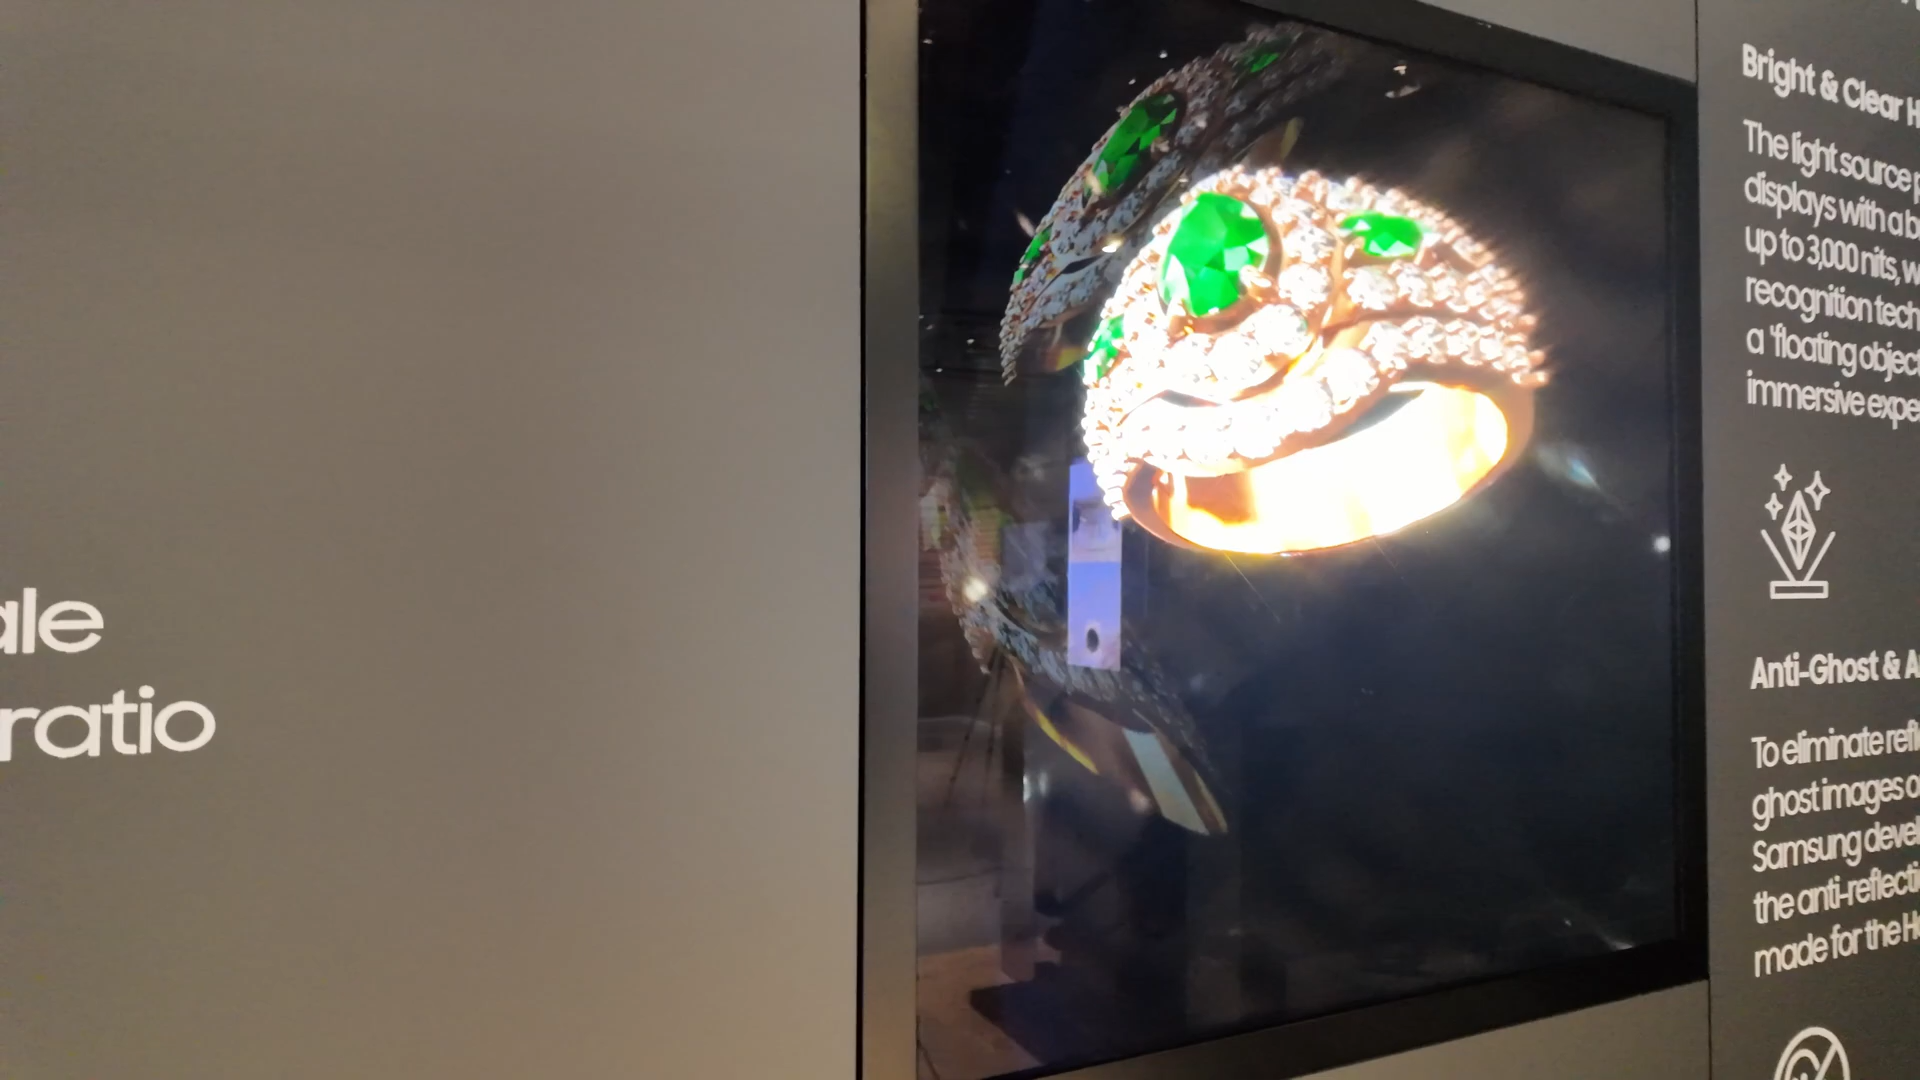 ale
ratio
Bright & Clear H
The light source p
displays with a b
up to 3,000 nits, w
recognition tech
a 'floating object
immersive expe
Anti-Ghost & A
To eliminate refl
ghost images o
Samsung devel
the anti-reflecti
made for the H